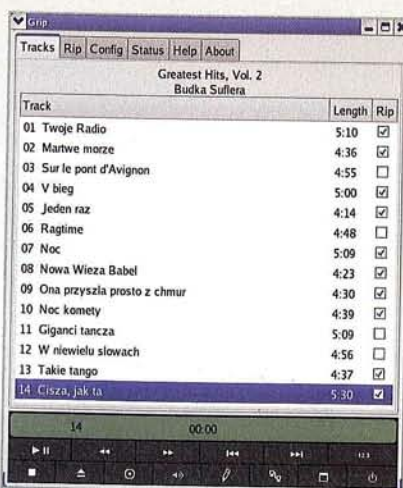 Grip
Tracks Rip Config Status Help About
Greatest Hits, Vol. 2
Budka Suflera
Track Length Rip
01 Twoje Radio 5:10
02 Martwe morze 4:36
03 Sur le pont d'Avignon 4:55
04 V bieg 5:00
05 Jeden raz 4:14
06 Ragtime 4:48
07 Noc 5:09
08 Nowa Wieza Babel 4:23
09 Ona przyszla prosto z chmur 4:30
10 Noc komety 4:39
11 Giganci tancza 5:09
12 W niewielu slowach 4:56
13 Takie tango 4:37
14 Cisza, jak ta 5:30
14 00:00
1 2 3